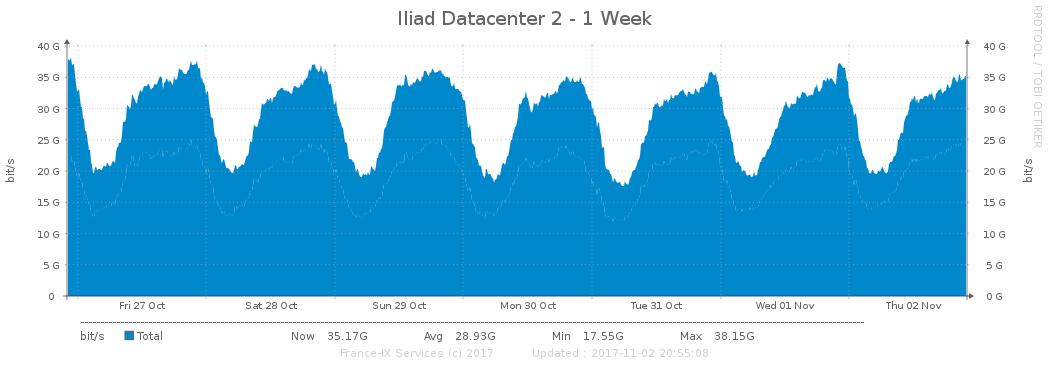 Iliad Datacenter 2 - 1 Week
RRDTOOL / TOBI OETIKER
bit/s
40 G
35 G
30 G
25 G
20 G
15 G
10 G
5 G
0
40 G
35 G
30 G
25 G
20 G
15 G
10 G
5 G
0 G
bit/s
Fri 27 Oct Sat 28 Oct Sun 29 Oct Mon 30 Oct Tue 31 Oct Wed 01 Nov Thu 02 Nov
bit/s Total Now 35.17G Avg 28.93G Min 17.55G Max 38.15G
France-IX Services (c) 2017 Updated : 2017-11-02 20:55:08